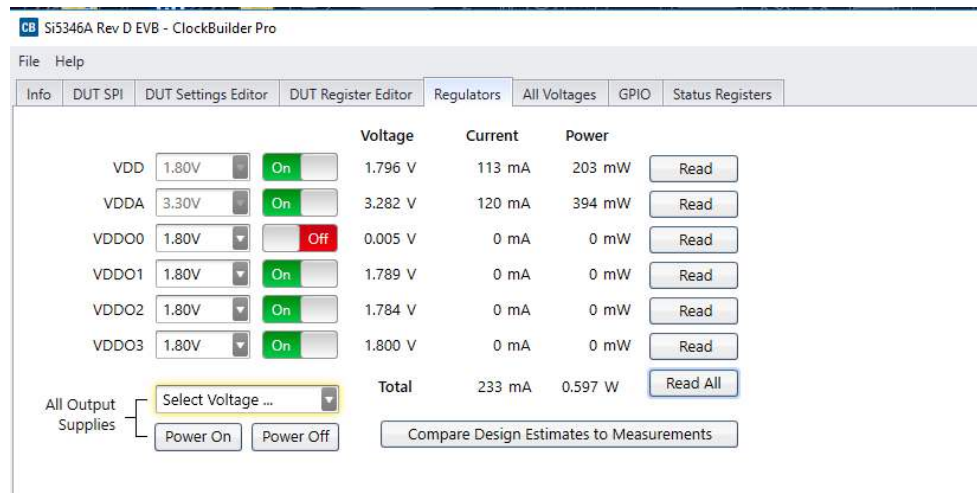 CB Si5346A Rev D EVB - ClockBuilder Pro
File Help
Info DUT SPI DUT Settings Editor DUT Register Editor Regulators All Voltages GPIO Status Registers
Voltage Current Power
VDD 1.80V On 1.796 V 113 mA 203 mW Read
VDDA 3.30V On 3.282 V 120 mA 394 mW Read
VDDO0 1.80V Off 0.005 V 0 mA 0 mW Read
VDDO1 1.80V On 1.789 V 0 mA 0 mW Read
VDDO2 1.80V On 1.784 V 0 mA 0 mW Read
VDDO3 1.80V On 1.800 V 0 mA 0 mW Read
Total 233 mA 0.597 W Read All
All Output Supplies Select Voltage ...
Power On Power Off Compare Design Estimates to Measurements